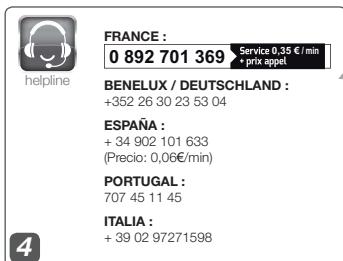 helpline
FRANCE :
0 892 701 369 Service 0,35 € / min
+ prix appel
BENELUX / DEUTSCHLAND :
+352 26 30 23 53 04
ESPAÑA :
+ 34 902 101 633
(Precio: 0,06€/min)
PORTUGAL :
707 45 11 45
ITALIA :
+ 39 02 97271598
4